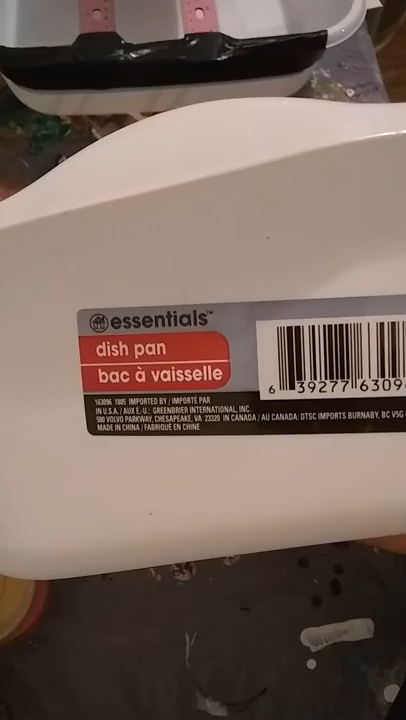 essentials™
dish pan
bac à vaisselle
6 39277 6309
163096 1805 IMPORTED BY / IMPORTÉ PAR
IN U.S.A. / AUX É.-U.: GREENBRIER INTERNATIONAL, INC.
500 VOLVO PARKWAY, CHESAPEAKE, VA 23320 IN CANADA / AU CANADA: DTSC IMPORTS BURNABY, BC V5G
MADE IN CHINA / FABRIQUÉ EN CHINE